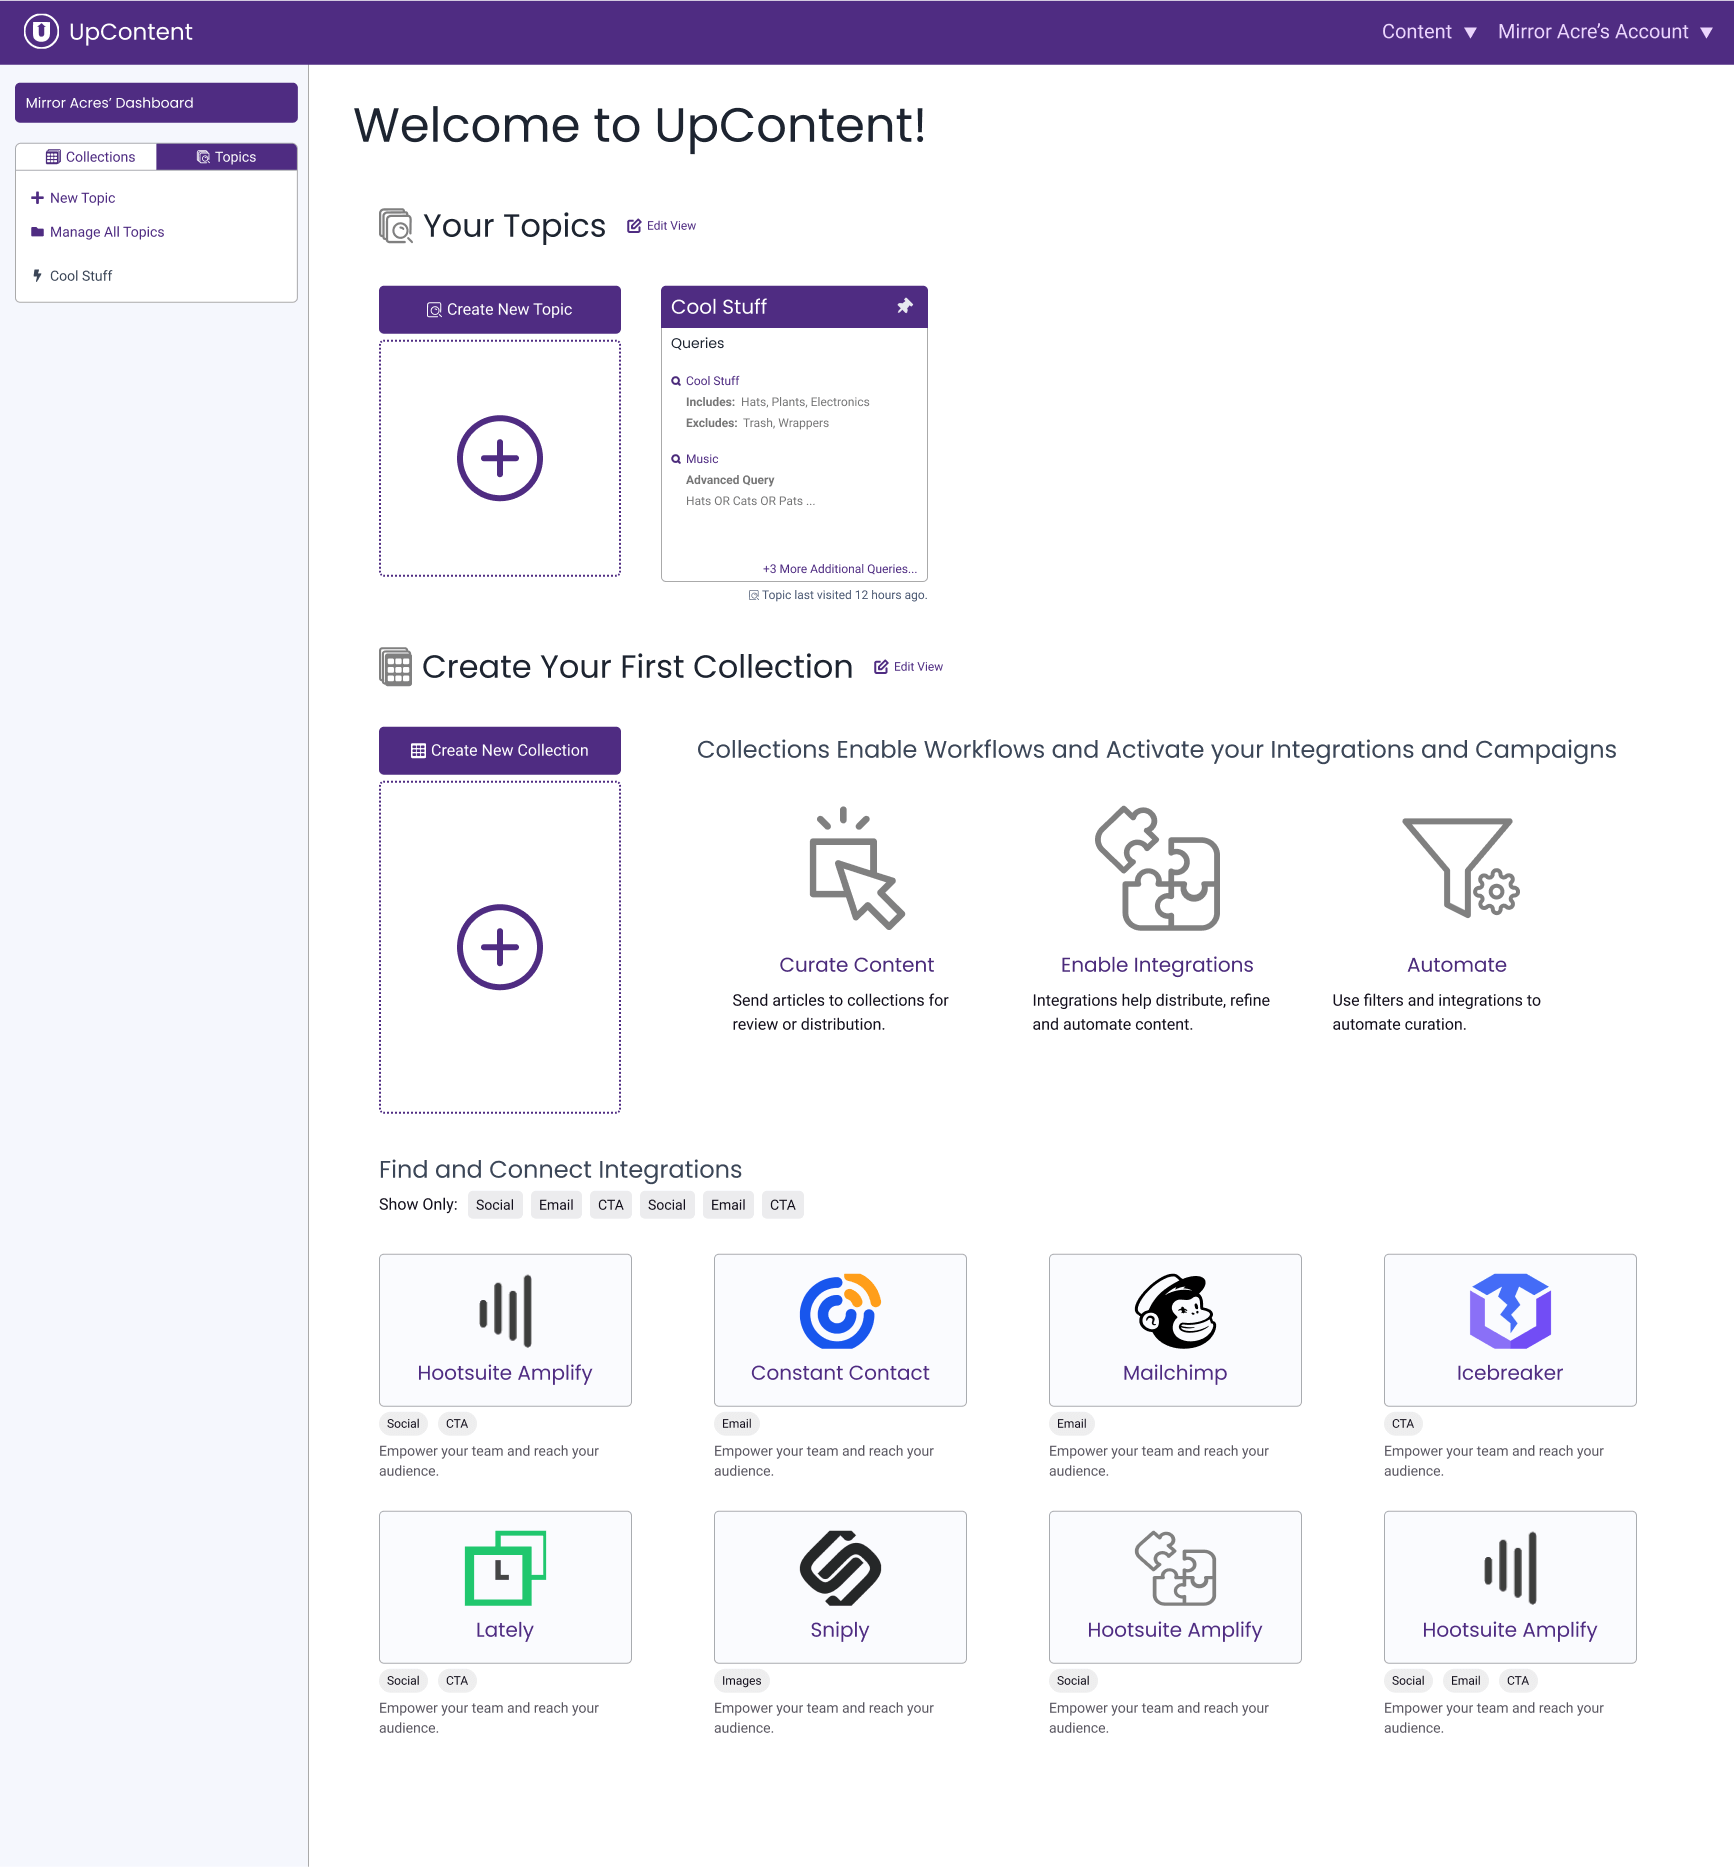 UpContent
Content ▼ Mirror Acre's Account ▼
Mirror Acres' Dashboard
Collections Topics
New Topic
Manage All Topics
Cool Stuff
Welcome to UpContent!
Your Topics Edit View
Create New Topic
Cool Stuff
Queries
Cool Stuff
Includes: Hats, Plants, Electronics
Excludes: Trash, Wrappers
Music
Advanced Query
Hats OR Cats OR Pats ...
+3 More Additional Queries...
Topic last visited 12 hours ago.
Create Your First Collection Edit View
Create New Collection
Collections Enable Workflows and Activate your Integrations and Campaigns
Curate Content
Send articles to collections for
review or distribution.
Enable Integrations
Integrations help distribute, refine
and automate content.
Automate
Use filters and integrations to
automate curation.
Find and Connect Integrations
Show Only: Social Email CTA Social Email CTA
Hootsuite Amplify
Social CTA
Empower your team and reach your
audience.
Constant Contact
Email
Empower your team and reach your
audience.
Mailchimp
Email
Empower your team and reach your
audience.
Icebreaker
CTA
Empower your team and reach your
audience.
L
Lately
Social CTA
Empower your team and reach your
audience.
Sniply
Images
Empower your team and reach your
audience.
Hootsuite Amplify
Social
Empower your team and reach your
audience.
Hootsuite Amplify
Social Email CTA
Empower your team and reach your
audience.